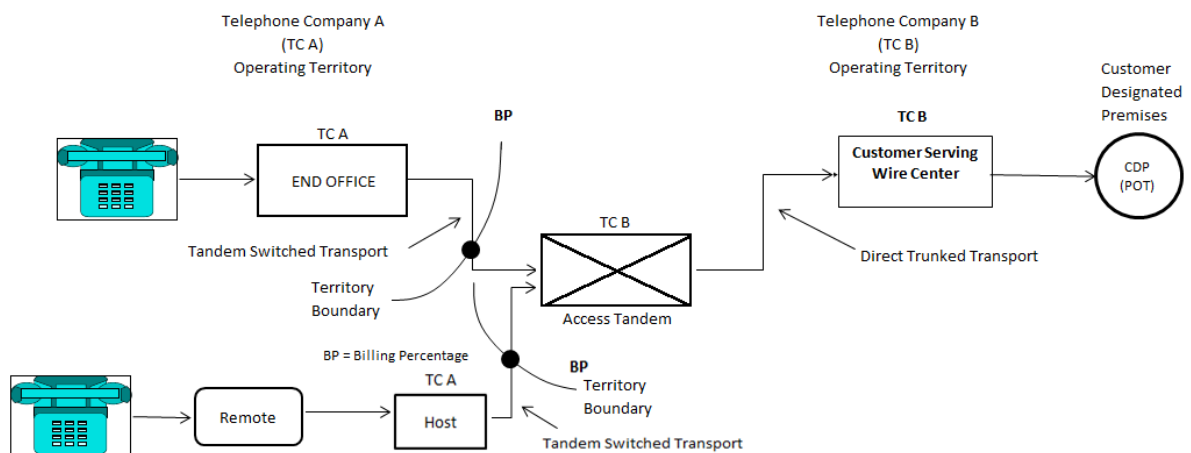 Telephone Company A
(TC A)
Operating Territory
Telephone Company B
(TC B)
Operating Territory
Customer
Designated
Premises
BP
TC A
END OFFICE
TC B
Customer Serving
Wire Center
CDP
(POT)
Tandem Switched Transport
TC B
Direct Trunked Transport
Territory
Boundary
Access Tandem
BP = Billing Percentage
BP
TC A
Territory
Boundary
Remote
Host
Tandem Switched Transport